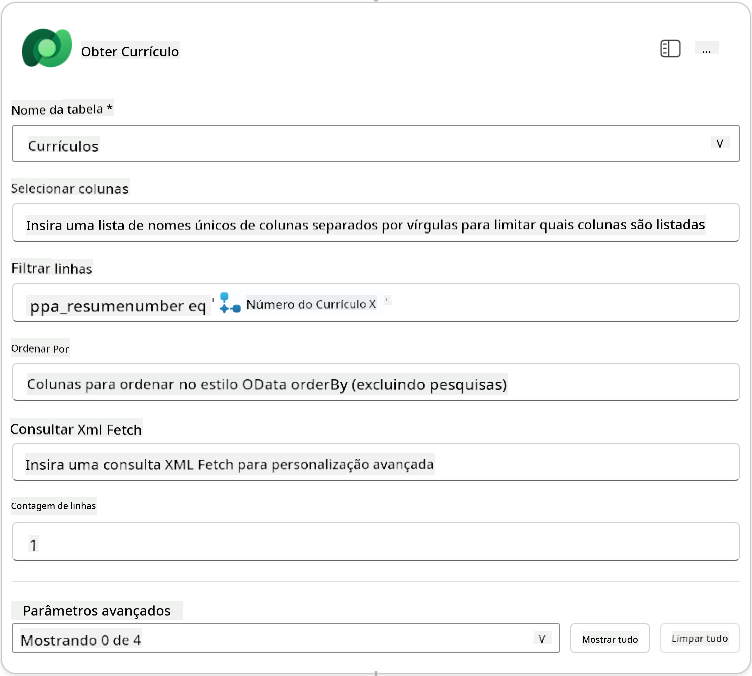 Obter Currículo
...
Nome da tabela *
Currículos
V
Selecionar colunas
Insira uma lista de nomes únicos de colunas separados por vírgulas para limitar quais colunas são listadas
Filtrar linhas
ppa_resumenumber eq ' Número do Currículo X '
Ordenar Por
Colunas para ordenar no estilo OData orderBy (excluindo pesquisas)
Consultar Xml Fetch
Insira uma consulta XML Fetch para personalização avançada
Contagem de linhas
1
Parâmetros avançados
Mostrando 0 de 4 V Mostrar tudo Limpar tudo